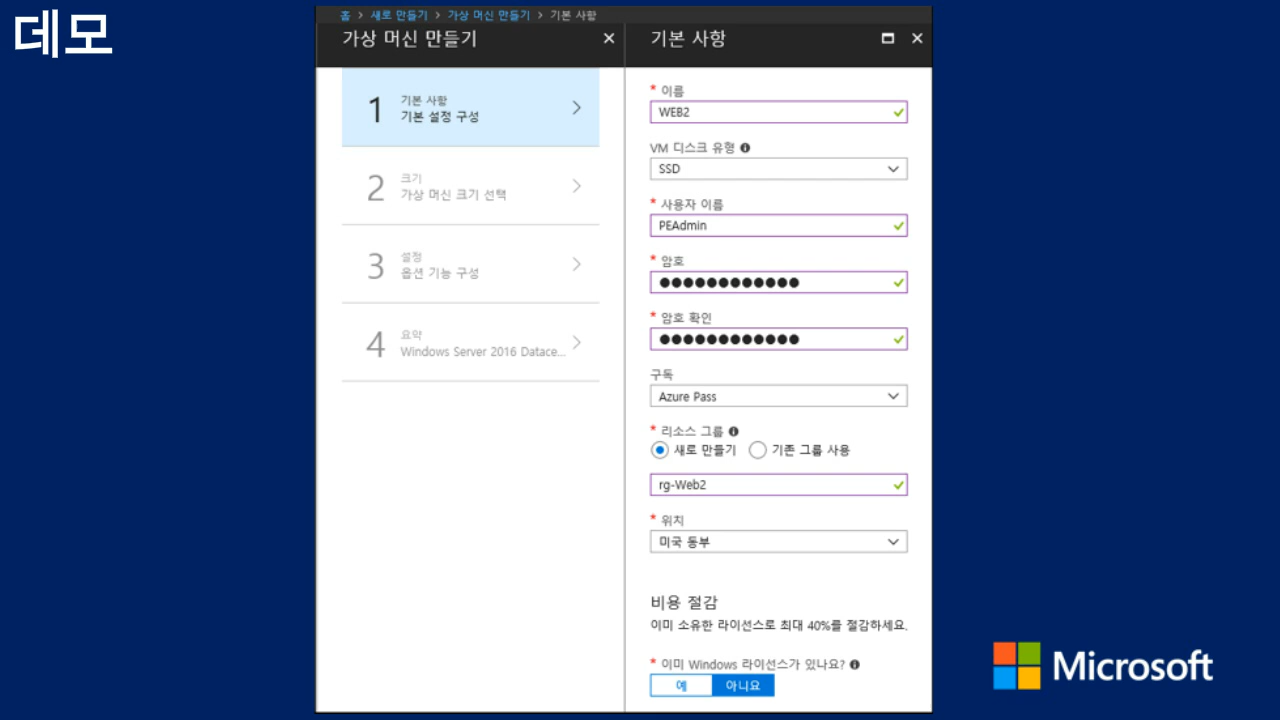 데모
홈 > 새로 만들기 > 가상 머신 만들기 > 기본 사항
가상 머신 만들기
1
기본 사항
기본 설정 구성
2
크기
가상 머신 크기 선택
3
설정
옵션 기능 구성
4
요약
Windows Server 2016 Datace...
기본 사항
* 이름
WEB2
VM 디스크 유형
SSD
* 사용자 이름
PEAdmin
* 암호
●●●●●●●●●●●●
* 암호 확인
●●●●●●●●●●●●
구독
Azure Pass
* 리소스 그룹
새로 만들기 기존 그룹 사용
rg-Web2
* 위치
미국 동부
비용 절감
이미 소유한 라이선스로 최대 40%를 절감하세요.
* 이미 Windows 라이선스가 있나요?
예 아니요
Microsoft